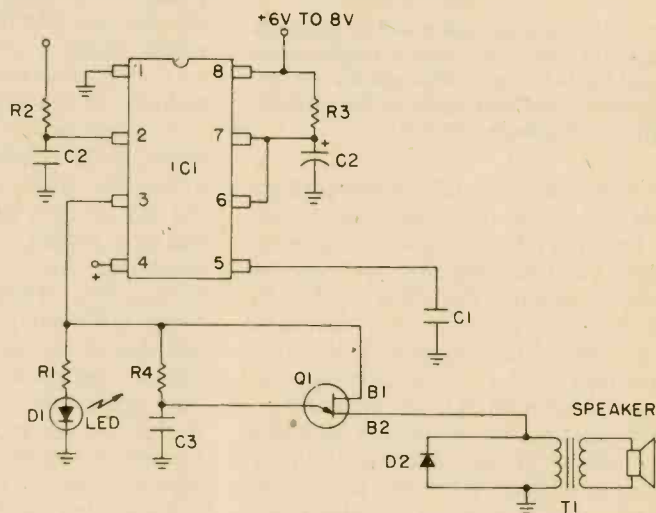 +6V TO 8V
1
8
R2
R3
2
7
+
C2
IC1
C2
3
6
4
5
+
C1
R1
R4
Q1
B1
D1
LED
C3
B2
SPEAKER
D2
T1